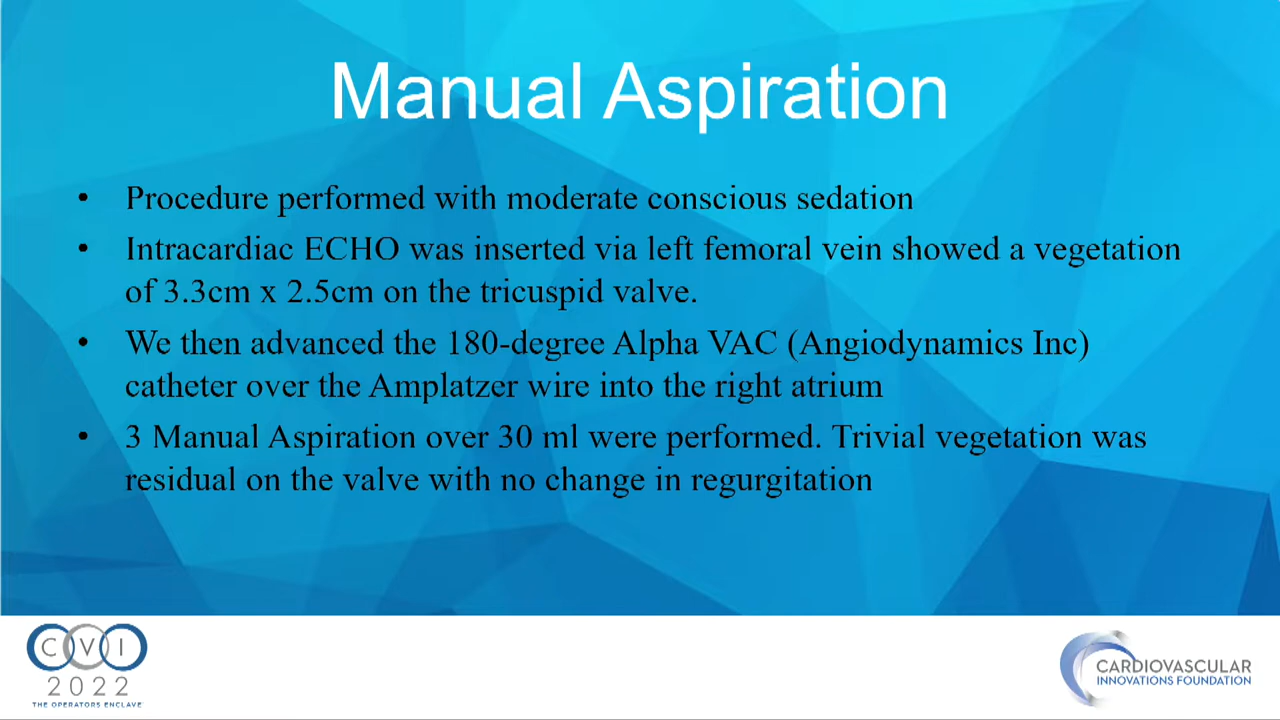 Manual Aspiration
• Procedure performed with moderate conscious sedation
• Intracardiac ECHO was inserted via left femoral vein showed a vegetation
of 3.3cm x 2.5cm on the tricuspid valve.
• We then advanced the 180-degree Alpha VAC (Angiodynamics Inc)
catheter over the Amplatzer wire into the right atrium
• 3 Manual Aspiration over 30 ml were performed. Trivial vegetation was
residual on the valve with no change in regurgitation
CVI
2022
THE OPERATORS ENCLAVE
CARDIOVASCULAR
INNOVATIONS FOUNDATION